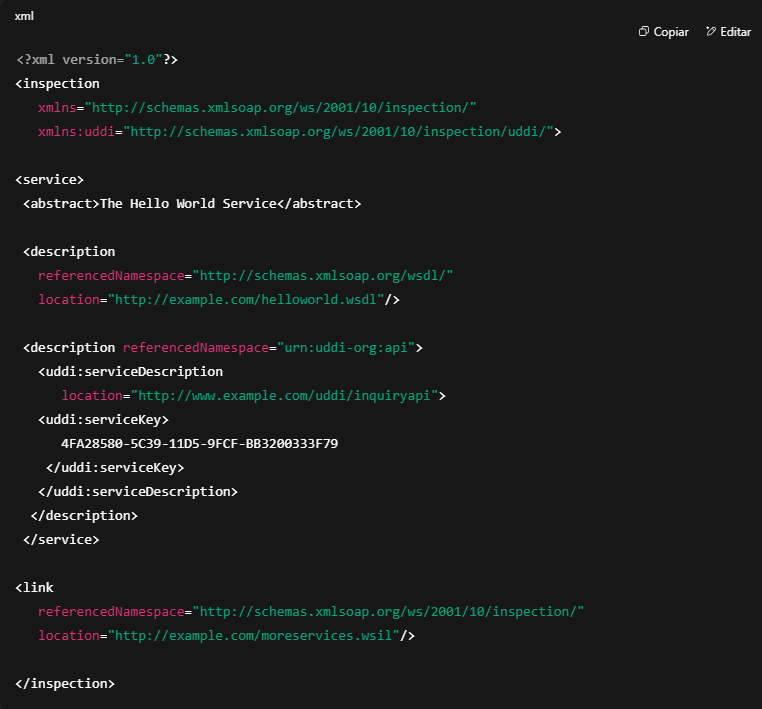 xml
Copiar Editar
<?xml version="1.0"?>
<inspection
xmlns="http://schemas.xmlsoap.org/ws/2001/10/inspection/"
xmlns:uddi="http://schemas.xmlsoap.org/ws/2001/10/inspection/uddi/">
<service>
<abstract>The Hello World Service</abstract>
<description
referencedNamespace="http://schemas.xmlsoap.org/wsdl/"
location="http://example.com/helloworld.wsdl"/>
<description referencedNamespace="urn:uddi-org:api">
<uddi:serviceDescription
location="http://www.example.com/uddi/inquiryapi">
<uddi:serviceKey>
4FA28580-5C39-11D5-9FCF-BB3200333F79
</uddi:serviceKey>
</uddi:serviceDescription>
</description>
</service>
<link
referencedNamespace="http://schemas.xmlsoap.org/ws/2001/10/inspection/"
location="http://example.com/moreservices.wsil"/>
</inspection>